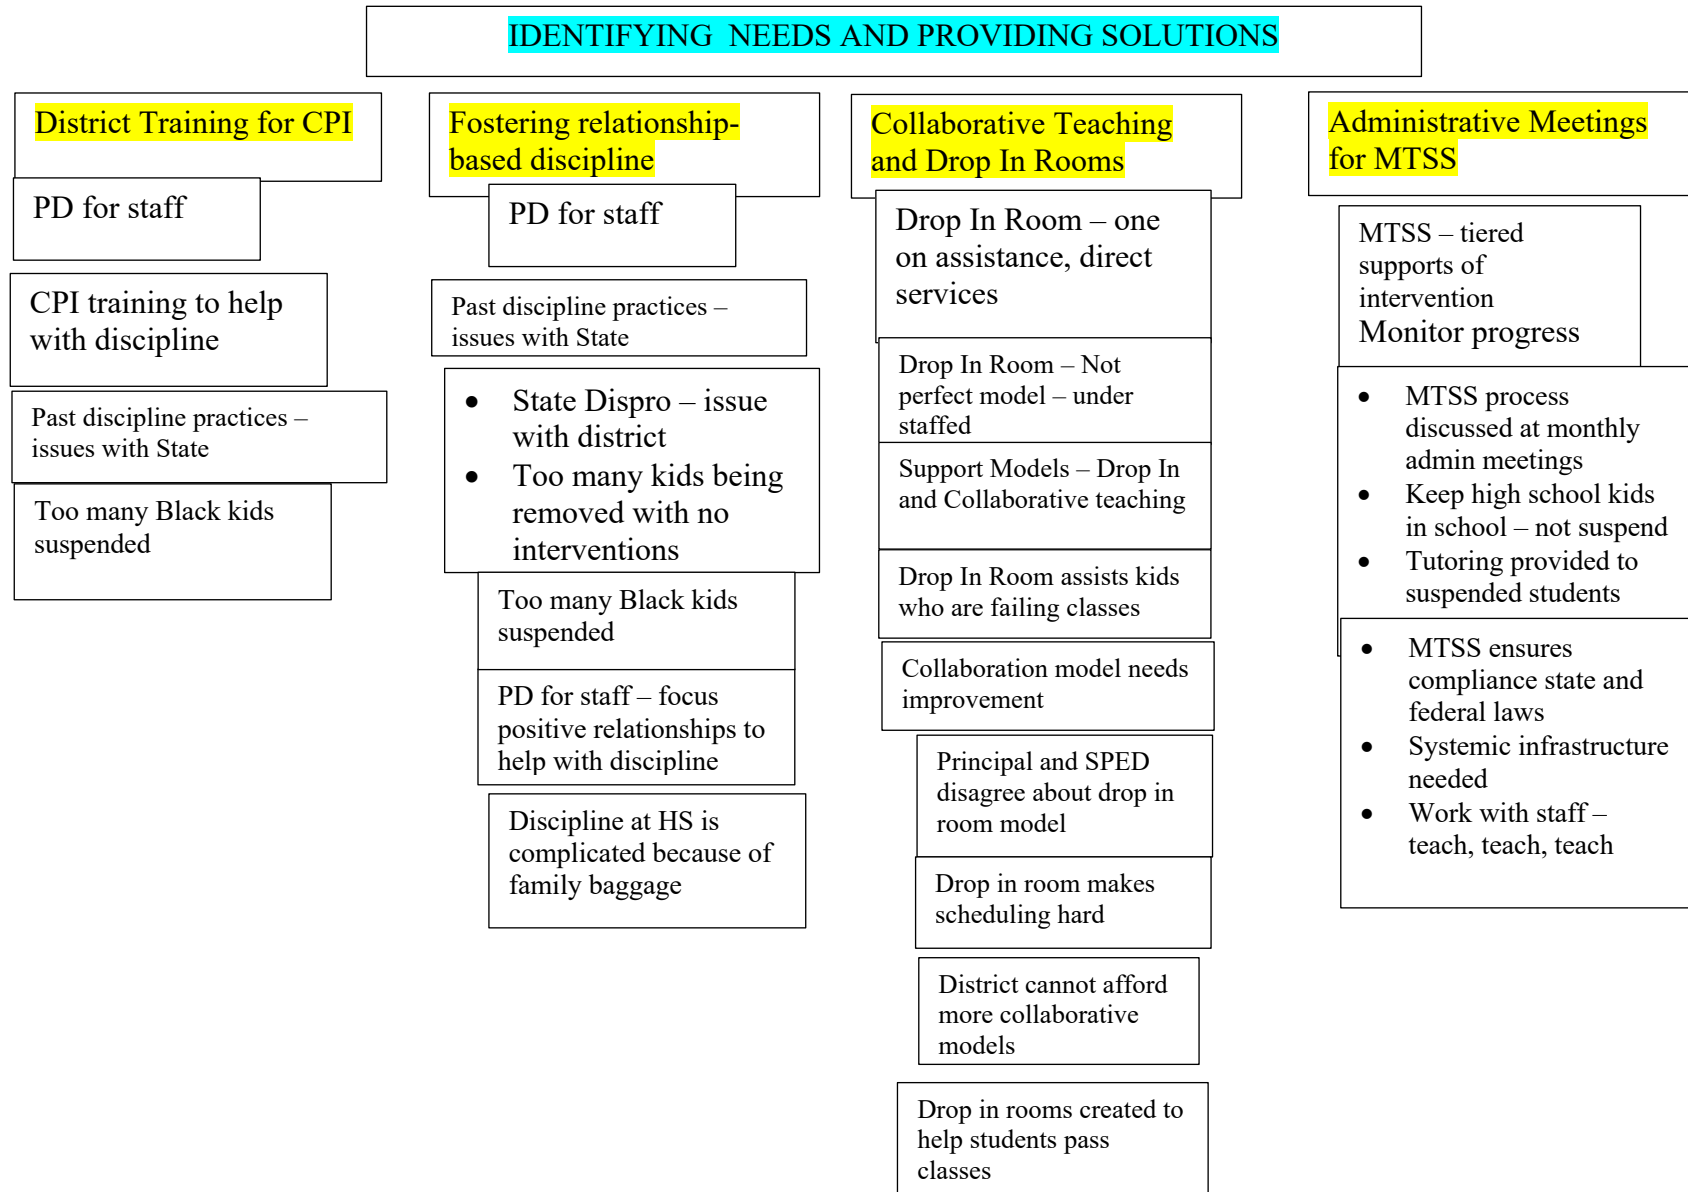 IDENTIFYING  NEEDS AND PROVIDING SOLUTIONS
District Training for CPI
PD for staff
CPI training to help
with discipline
Past discipline practices –
issues with State
Too many Black kids
suspended
Fostering relationship-
based discipline
PD for staff
Past discipline practices –
issues with State
• State Dispro – issue
with district
• Too many kids being
removed with no
interventions
Too many Black kids
suspended
PD for staff – focus
positive relationships to
help with discipline
Discipline at HS is
complicated because of
family baggage
Collaborative Teaching
and Drop In Rooms
Drop In Room – one
on assistance, direct
services
Drop In Room – Not
perfect model – under
staffed
Support Models – Drop In
and Collaborative teaching
Drop In Room assists kids
who are failing classes
Collaboration model needs
improvement
Principal and SPED
disagree about drop in
room model
Drop in room makes
scheduling hard
District cannot afford
more collaborative
models
Drop in rooms created to
help students pass
classes
Administrative Meetings
for MTSS
MTSS – tiered
supports of
intervention
Monitor progress
• MTSS process
discussed at monthly
admin meetings
• Keep high school kids
in school – not suspend
• Tutoring provided to
suspended students
• MTSS ensures
compliance state and
federal laws
• Systemic infrastructure
needed
• Work with staff –
teach, teach, teach